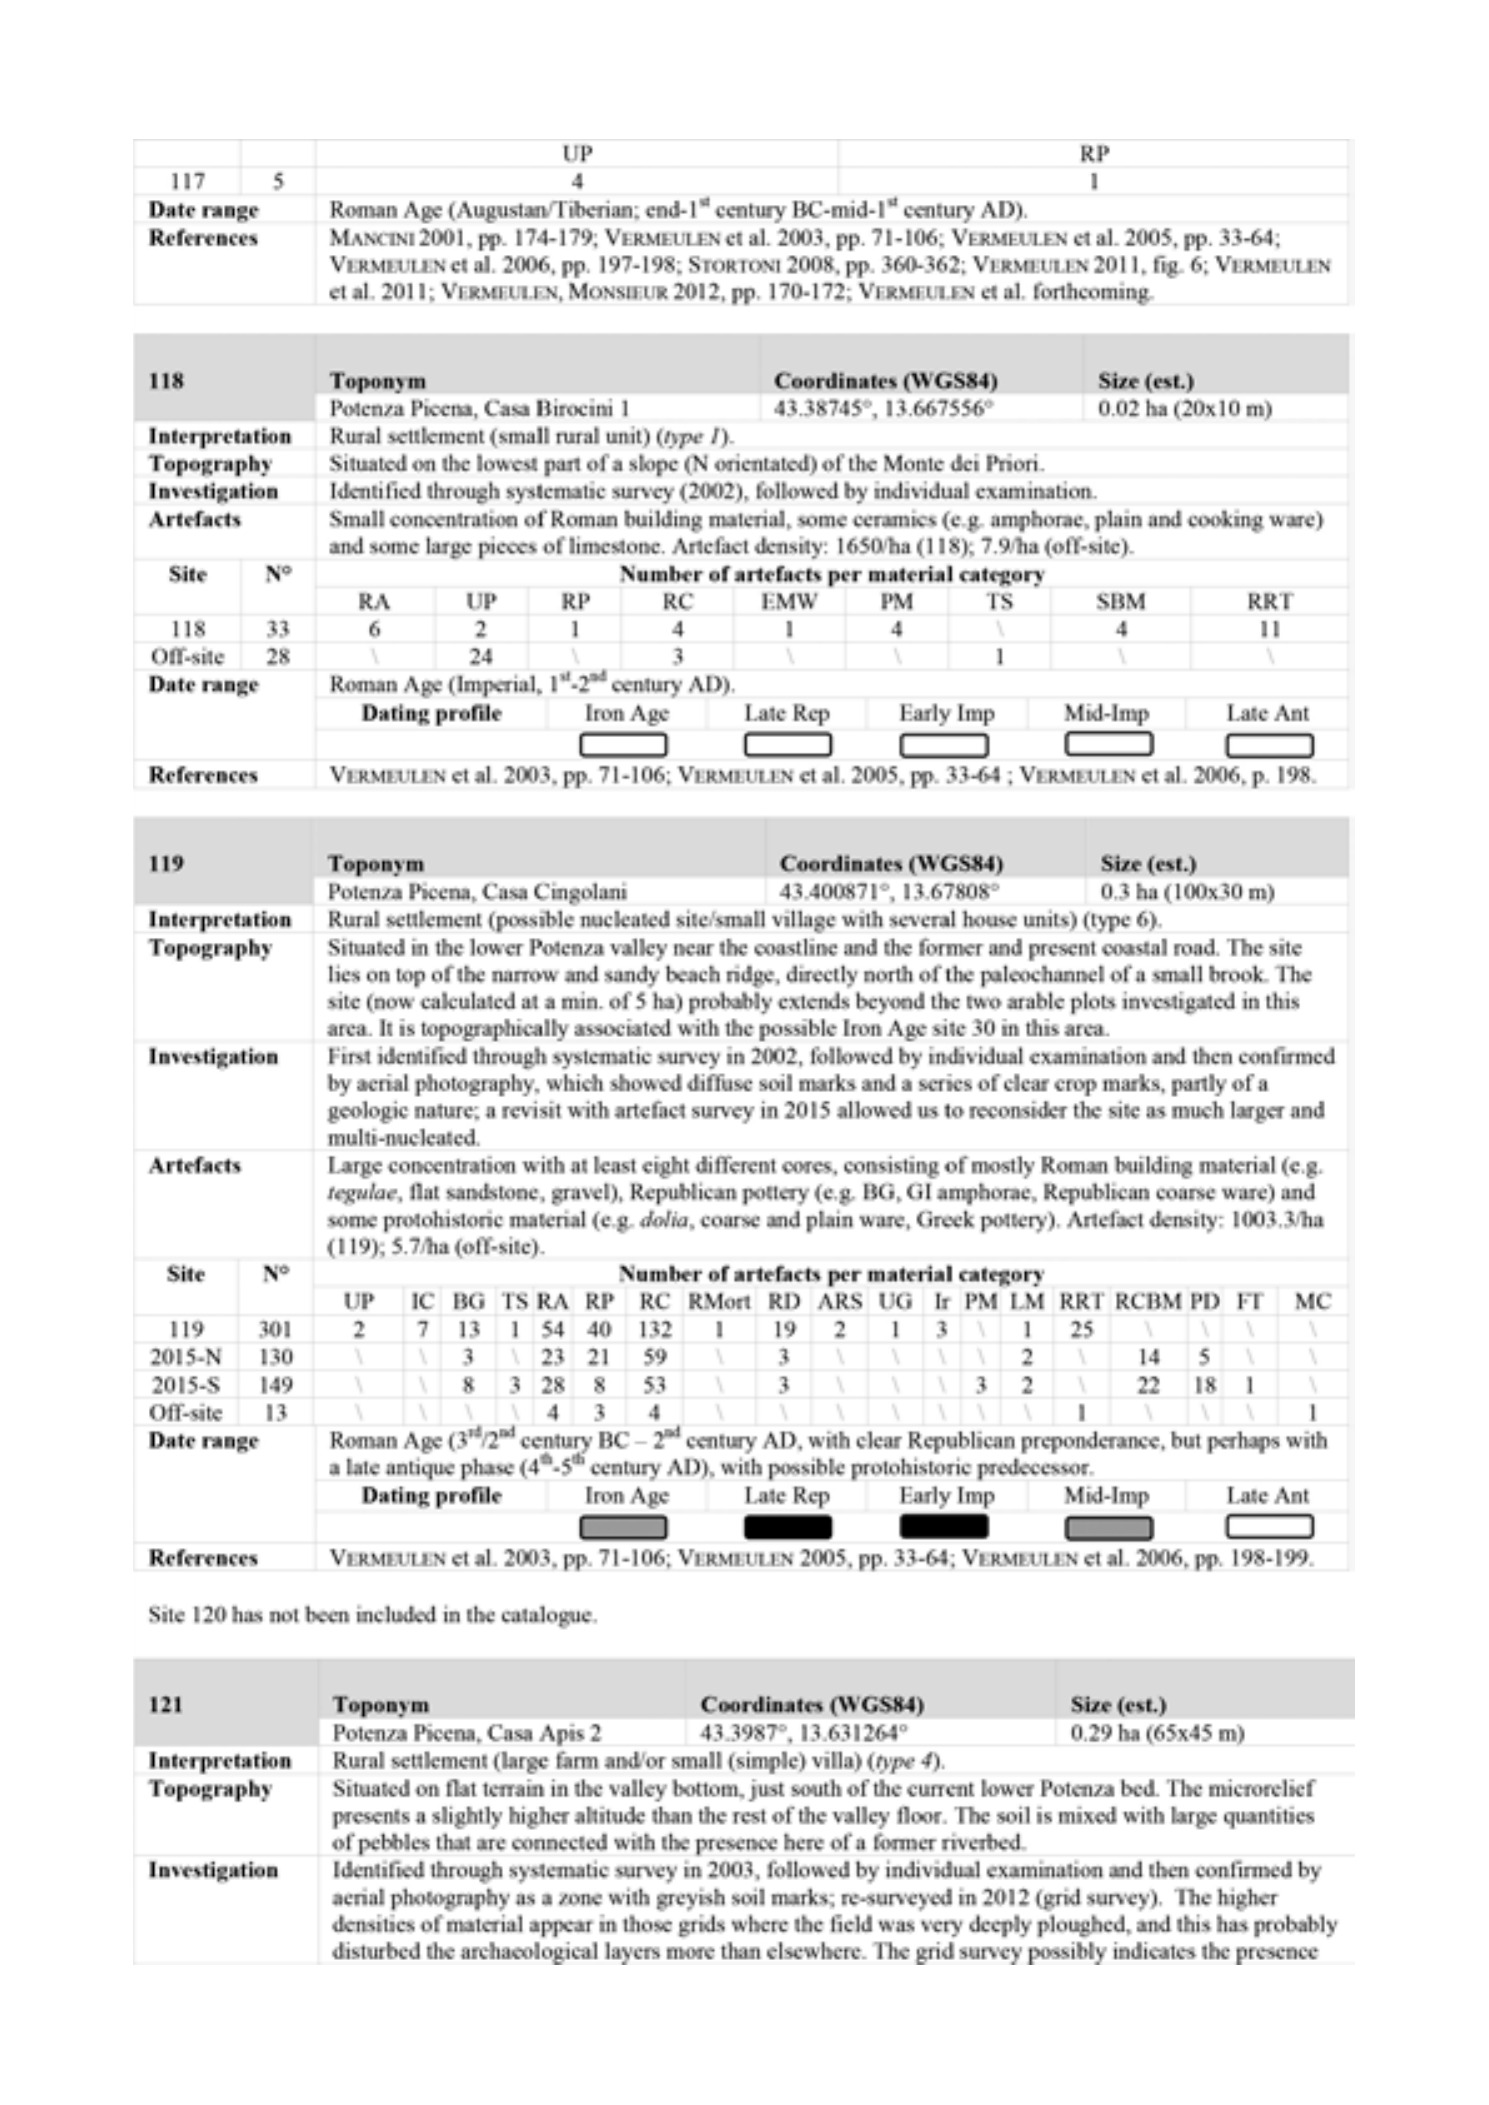 UP RP
117 5 4 1
Date range Roman Age (Augustan/Tiberian; end-1st century BC-mid-1st century AD).
References MANCINI 2001, pp. 174-179; VERMEULEN et al. 2003, pp. 71-106; VERMEULEN et al. 2005, pp. 33-64;
VERMEULEN et al. 2006, pp. 197-198; STORTONI 2008, pp. 360-362; VERMEULEN 2011, fig. 6; VERMEULEN
et al. 2011; VERMEULEN, MONSIEUR 2012, pp. 170-172; VERMEULEN et al. forthcoming.
118 Toponym Coordinates (WGS84) Size (est.)
Potenza Picena, Casa Birocini 1 43.38745°, 13.667556° 0.02 ha (20x10 m)
Interpretation Rural settlement (small rural unit) (type 1).
Topography Situated on the lowest part of a slope (N orientated) of the Monte dei Priori.
Investigation Identified through systematic survey (2002), followed by individual examination.
Artefacts Small concentration of Roman building material, some ceramics (e.g. amphorae, plain and cooking ware)
and some large pieces of limestone. Artefact density: 1650/ha (118); 7.9/ha (off-site).
Site N° Number of artefacts per material category
RA UP RP RC EMW PM TS SBM RRT
118 33 6 2 1 4 1 4 \ 4 11
Off-site 28 \ 24 \ 3 \ \ 1 \ \
Date range Roman Age (Imperial, 1st-2nd century AD).
Dating profile Iron Age Late Rep Early Imp Mid-Imp Late Ant
References VERMEULEN et al. 2003, pp. 71-106; VERMEULEN et al. 2005, pp. 33-64 ; VERMEULEN et al. 2006, p. 198.
119 Toponym Coordinates (WGS84) Size (est.)
Potenza Picena, Casa Cingolani 43.400871°, 13.67808° 0.3 ha (100x30 m)
Interpretation Rural settlement (possible nucleated site/small village with several house units) (type 6).
Topography Situated in the lower Potenza valley near the coastline and the former and present coastal road. The site
lies on top of the narrow and sandy beach ridge, directly north of the paleochannel of a small brook. The
site (now calculated at a min. of 5 ha) probably extends beyond the two arable plots investigated in this
area. It is topographically associated with the possible Iron Age site 30 in this area.
Investigation First identified through systematic survey in 2002, followed by individual examination and then confirmed
by aerial photography, which showed diffuse soil marks and a series of clear crop marks, partly of a
geologic nature; a revisit with artefact survey in 2015 allowed us to reconsider the site as much larger and
multi-nucleated.
Artefacts Large concentration with at least eight different cores, consisting of mostly Roman building material (e.g.
tegulae, flat sandstone, gravel), Republican pottery (e.g. BG, GI amphorae, Republican coarse ware) and
some protohistoric material (e.g. dolia, coarse and plain ware, Greek pottery). Artefact density: 1003.3/ha
(119); 5.7/ha (off-site).
Site N° Number of artefacts per material category
UP IC BG TS RA RP RC RMort RD ARS UG Ir PM LM RRT RCBM PD FT MC
119 301 2 7 13 1 54 40 132 1 19 2 1 3 \ 1 25 \ \ \ \
2015-N 130 \ \ 3 \ 23 21 59 \ 3 \ \ \ \ 2 \ 14 5 \ \
2015-S 149 \ \ 8 3 28 8 53 \ 3 \ \ \ 3 2 \ 22 18 1 \
Off-site 13 \ \ \ \ 4 3 4 \ \ \ \ \ \ \ 1 \ \ \ 1
Date range Roman Age (3rd/2nd century BC – 2nd century AD, with clear Republican preponderance, but perhaps with
a late antique phase (4th-5th century AD), with possible protohistoric predecessor.
Dating profile Iron Age Late Rep Early Imp Mid-Imp Late Ant
References VERMEULEN et al. 2003, pp. 71-106; VERMEULEN 2005, pp. 33-64; VERMEULEN et al. 2006, pp. 198-199.
Site 120 has not been included in the catalogue.
121 Toponym Coordinates (WGS84) Size (est.)
Potenza Picena, Casa Apis 2 43.3987°, 13.631264° 0.29 ha (65x45 m)
Interpretation Rural settlement (large farm and/or small (simple) villa) (type 4).
Topography Situated on flat terrain in the valley bottom, just south of the current lower Potenza bed. The microrelief
presents a slightly higher altitude than the rest of the valley floor. The soil is mixed with large quantities
of pebbles that are connected with the presence here of a former riverbed.
Investigation Identified through systematic survey in 2003, followed by individual examination and then confirmed by
aerial photography as a zone with greyish soil marks; re-surveyed in 2012 (grid survey). The higher
densities of material appear in those grids where the field was very deeply ploughed, and this has probably
disturbed the archaeological layers more than elsewhere. The grid survey possibly indicates the presence